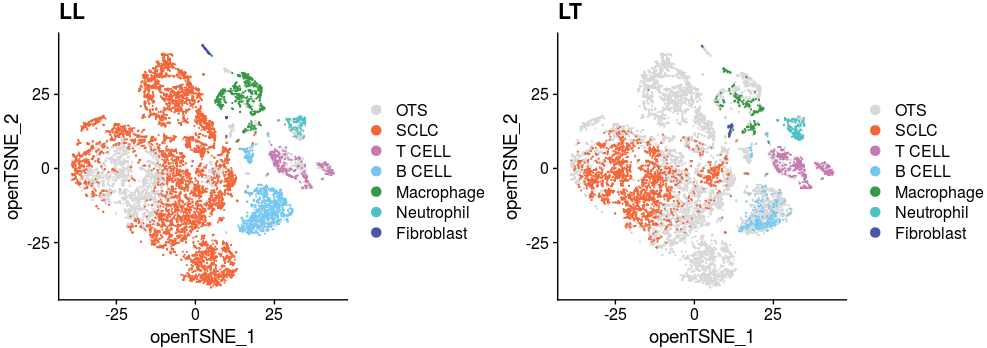 LL
openTSNE_2
25
0
-25
-25
0
25
openTSNE_1
OTS
SCLC
T CELL
B CELL
Macrophage
Neutrophil
Fibroblast
LT
openTSNE_2
25
0
-25
-25
0
25
openTSNE_1
OTS
SCLC
T CELL
B CELL
Macrophage
Neutrophil
Fibroblast